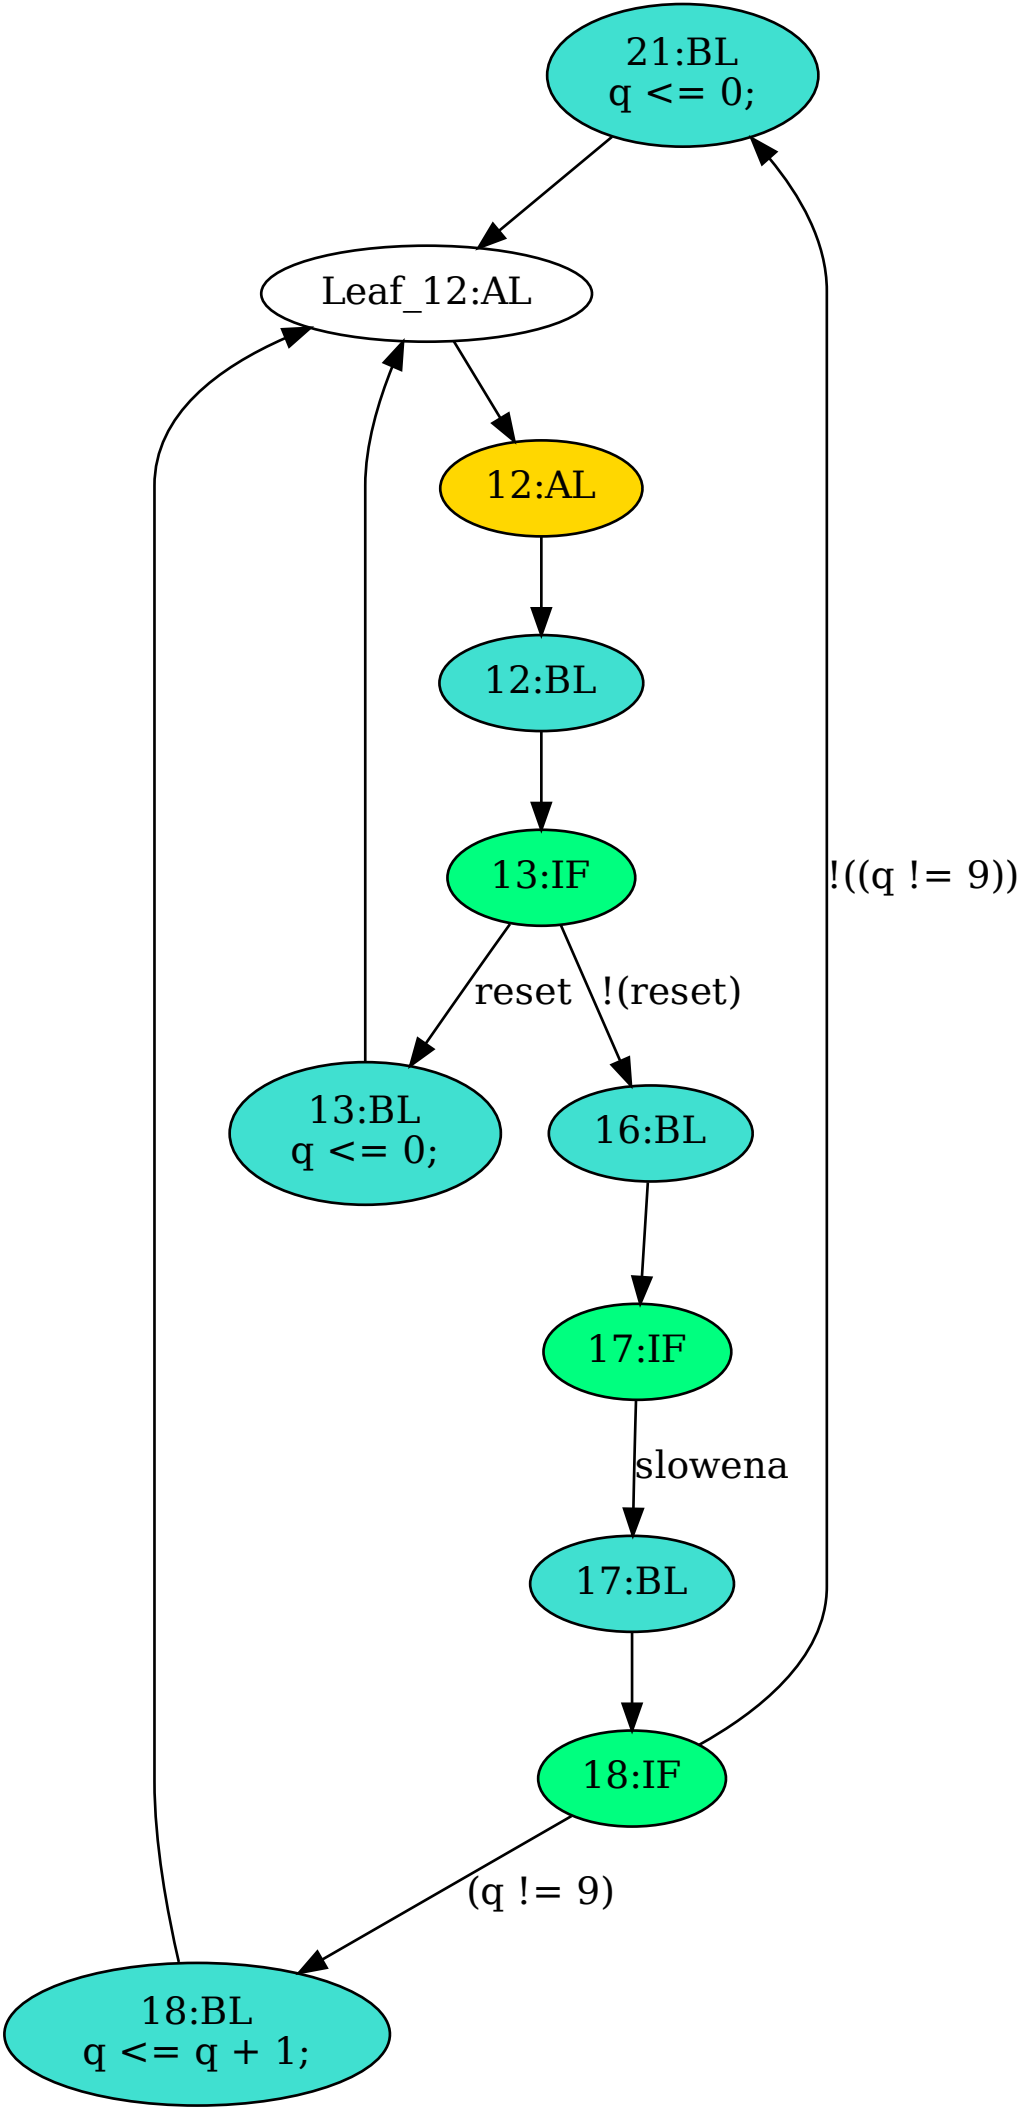 21:BL
q <= 0;
Leaf_12:AL
12:AL
12:BL
13:IF
!((q != 9))
reset
!(reset)
13:BL
q <= 0;
16:BL
17:IF
slowena
17:BL
18:IF
(q != 9)
18:BL
q <= q + 1;